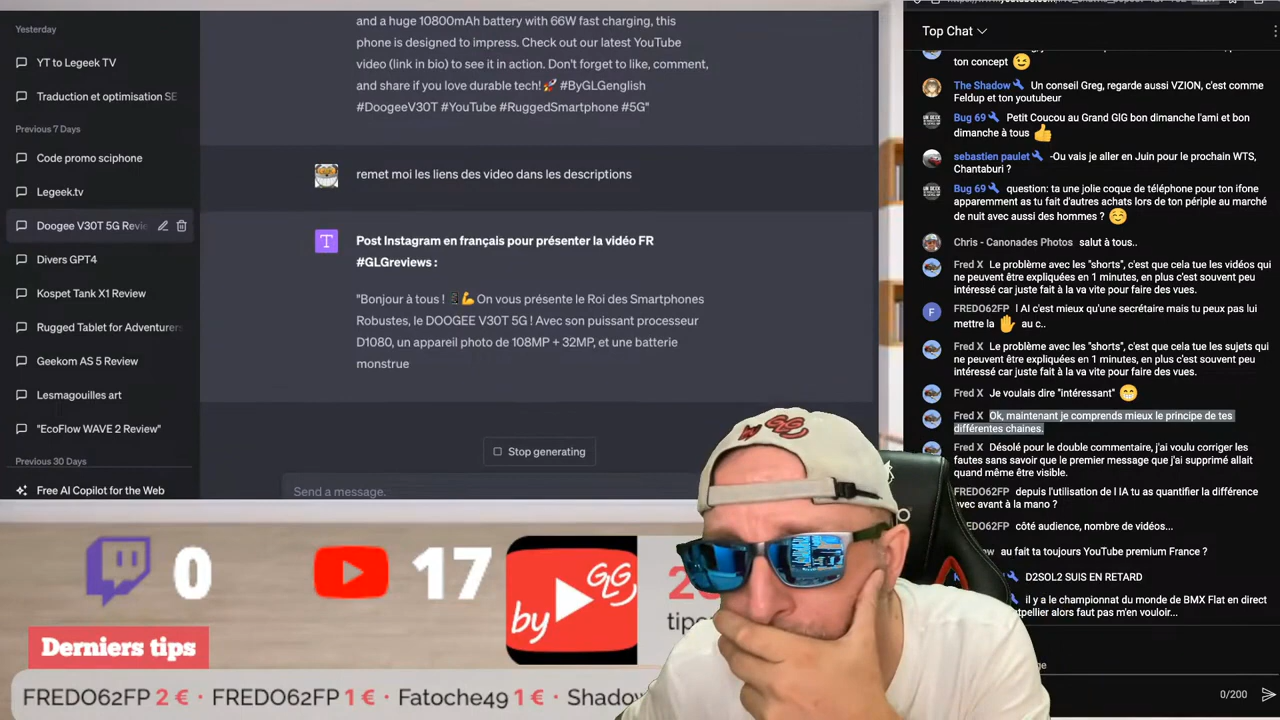 Yesterday
YT to Legeek TV
Traduction et optimisation SE
Previous 7 Days
Code promo sciphone
Legeek.tv
Doogee V30T 5G Revi
Divers GPT4
Kospet Tank X1 Review
Rugged Tablet for Adventurers
Geekom AS 5 Review
Lesmagouilles art
"EcoFlow WAVE 2 Review"
Previous 30 Days
Free AI Copilot for the Web
and a huge 10800mAh battery with 66W fast charging, this
phone is designed to impress. Check out our latest YouTube
video (link in bio) to see it in action. Don't forget to like, comment,
and share if you love durable tech!🚀 #ByGLGenglish
#DoogeeV30T #YouTube #RuggedSmartphone #5G"
remet moi les liens des video dans les descriptions
T
Post Instagram en français pour présenter la vidéo FR
#GLGreviews :
"Bonjour à tous ! 📱💪 On vous présente le Roi des Smartphones
Robustes, le DOOGEE V30T 5G ! Avec son puissant processeur
D1080, un appareil photo de 108MP + 32MP, et une batterie
monstrue
Stop generating
Send a message.
Top Chat
ton concept 😉
The Shadow Un conseil Greg, regarde aussi VZION, c'est comme
Feldup et ton youtubeur
Bug 69 Petit Coucou au Grand GIG bon dimanche l'ami et bon
dimanche à tous 👍
sebastien paulet -Ou vais je aller en Juin pour le prochain WTS,
Chantaburi ?
Bug 69 question: ta une jolie coque de téléphone pour ton ifone
apparemment as tu fait d'autres achats lors de ton périple au marché
de nuit avec aussi des hommes ? 😊
Chris - Canonades Photos salut à tous..
Fred X Le problème avec les "shorts", c'est que cela tue les vidéos qui
ne peuvent être expliquées en 1 minutes, en plus c'est souvent peu
intéressé car juste fait à la va vite pour faire des vues.
F
FREDO62FP l AI c'est mieux qu'une secrétaire mais tu peux pas lui
mettre la ✋ au c..
Fred X Le problème avec les "shorts", c'est que cela tue les sujets qui
ne peuvent être expliquées en 1 minutes, en plus c'est souvent peu
intéressé car juste fait à la va vite pour faire des vues.
Fred X Je voulais dire "intéressant" 😁
Fred X Ok, maintenant je comprends mieux le principe de tes
différentes chaines.
Fred X Désolé pour le double commentaire, j'ai voulu corriger les
fautes sans savoir que le premier message que j'ai supprimé allait
quand même être visible.
FREDO62FP depuis l'utilisation de l IA tu as quantifier la différence
avec avant à la mano ?
FREDO62FP côté audience, nombre de vidéos...
au fait ta toujours YouTube premium France ?
D2SOL2 SUIS EN RETARD
il y a le championat du monde de BMX Flat en direct
alors faut pas m'en vouloir...
0/200
0
17
by GLG
Derniers tips
FREDO62FP 2 € · FREDO62FP 1 € · Fatoche49 1 € · Shadow